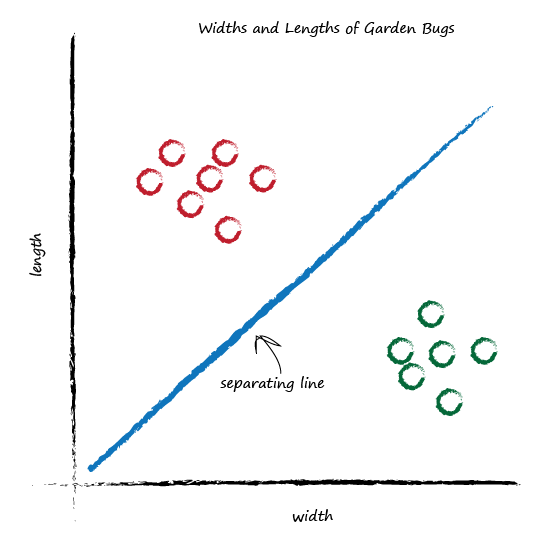 Widths and Lengths of Garden Bugs
length
separating line
width